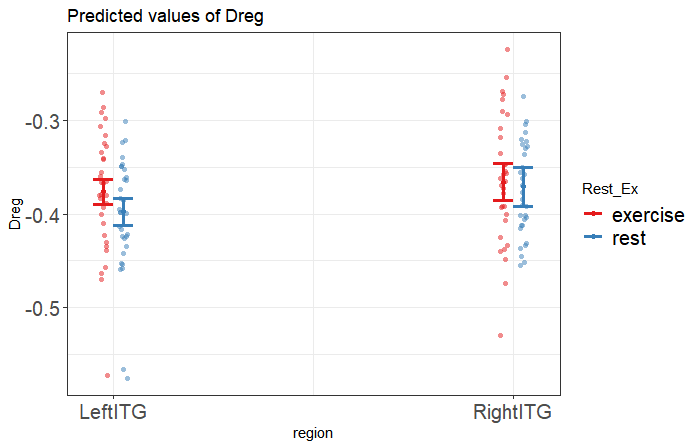 Predicted values of Dreg
-0.3
-0.4
-0.5
Dreg
LeftITG
RightITG
region
Rest_Ex
exercise
rest